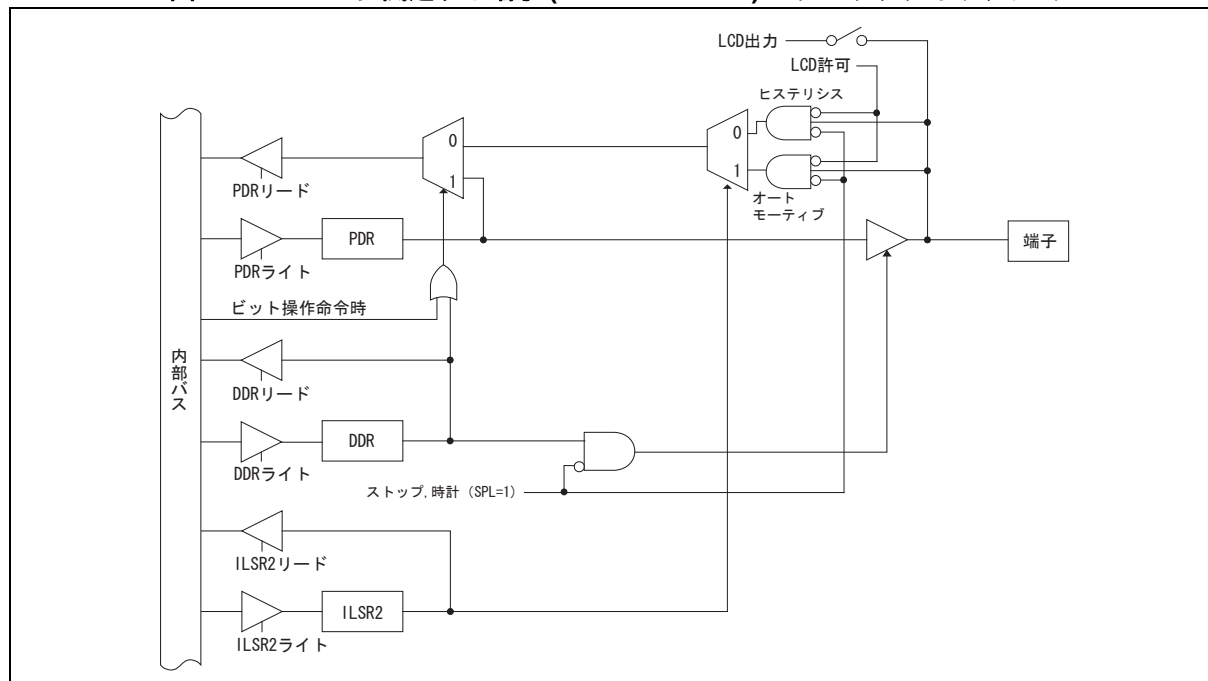 LCD出力
LCD許可
ヒステリシス
0
1
オート
モーティブ
0
1
PDRリード
PDR
PDRライト
端子
ビット操作命令時
内部バス
DDRリード
DDR
DDRライト
ストップ,時計 (SPL=1)
ILSR2リード
ILSR2
ILSR2ライト